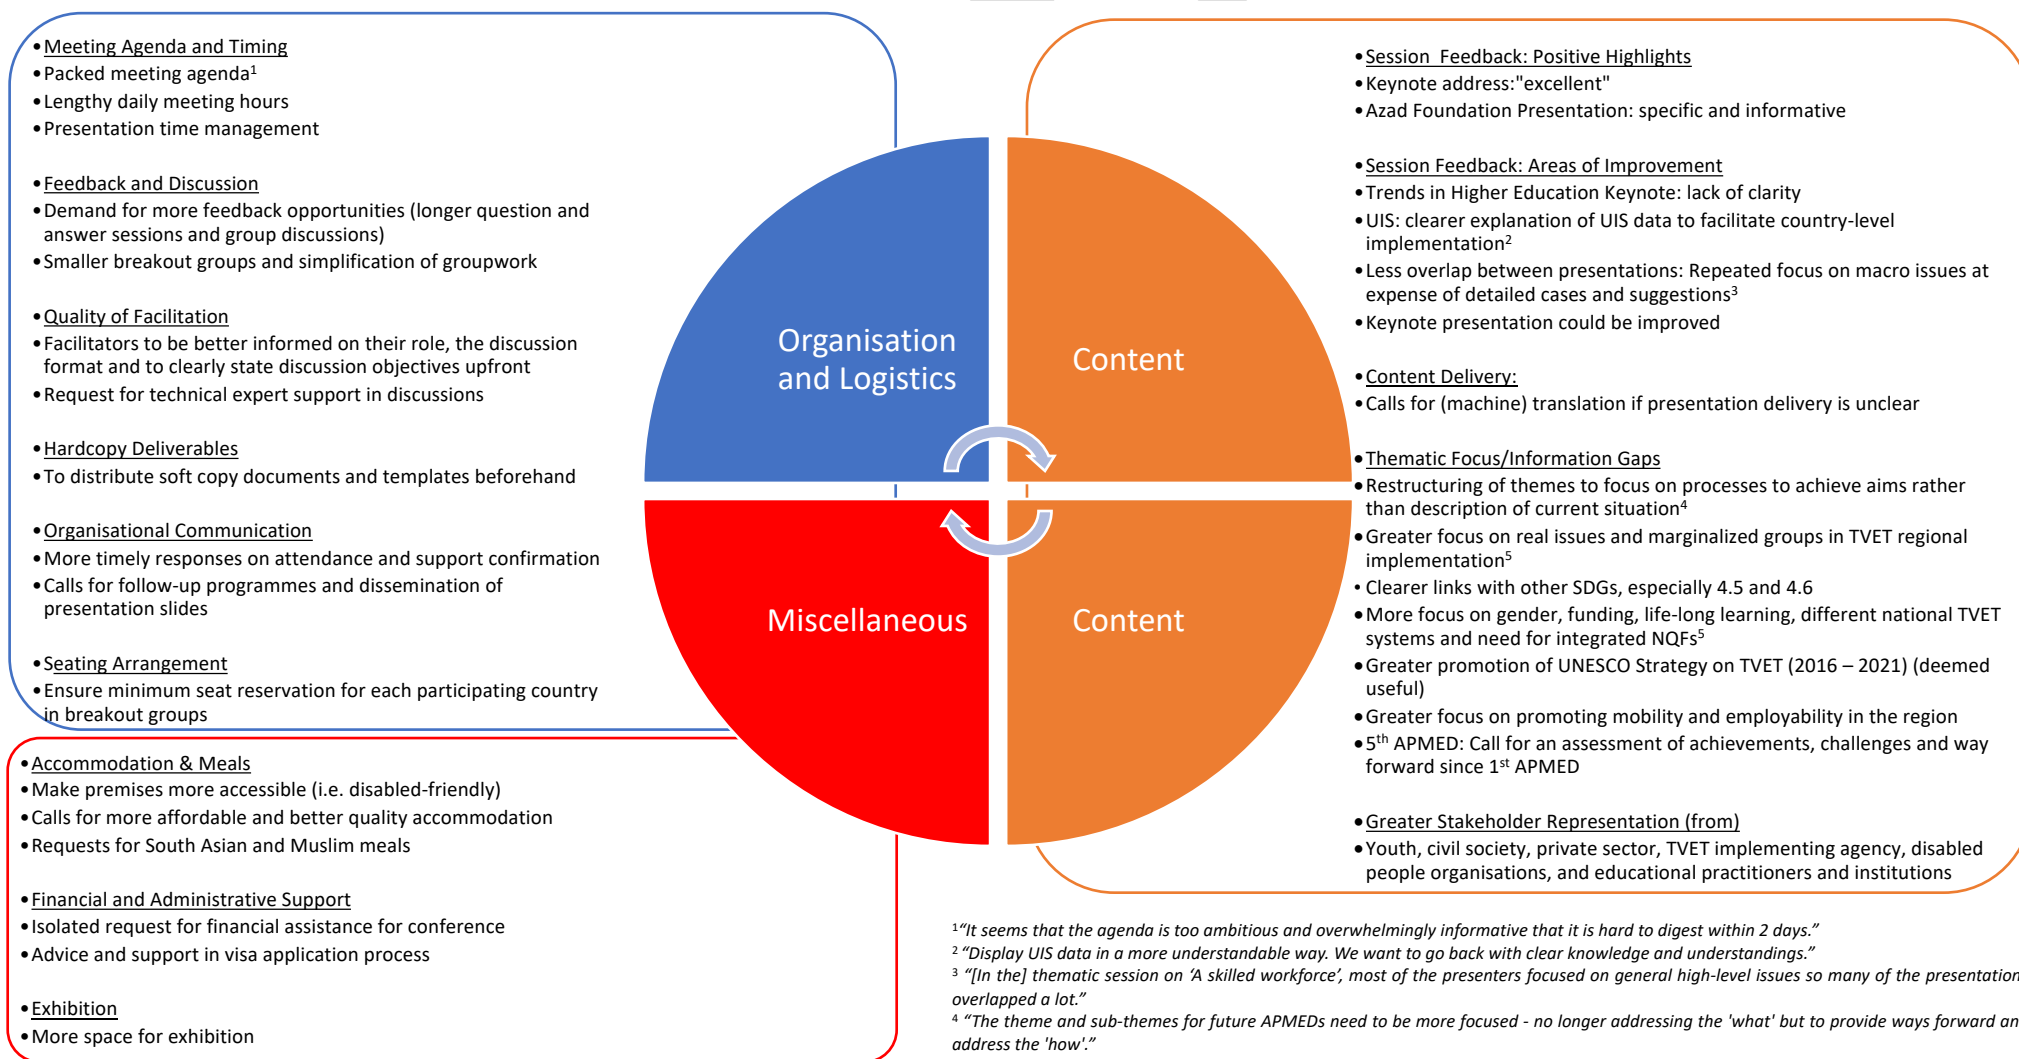 •Meeting Agenda and Timing
•Packed meeting agenda¹
•Lengthy daily meeting hours
•Presentation time management
•Feedback and Discussion
•Demand for more feedback opportunities (longer question and
answer sessions and group discussions)
•Smaller breakout groups and simplification of groupwork
•Quality of Facilitation
•Facilitators to be better informed on their role, the discussion
format and to clearly state discussion objectives upfront
•Request for technical expert support in discussions
•Hardcopy Deliverables
•To distribute soft copy documents and templates beforehand
•Organisational Communication
•More timely responses on attendance and support confirmation
•Calls for follow-up programmes and dissemination of
presentation slides
•Seating Arrangement
•Ensure minimum seat reservation for each participating country
in breakout groups
•Accommodation & Meals
•Make premises more accessible (i.e. disabled-friendly)
•Calls for more affordable and better quality accommodation
•Requests for South Asian and Muslim meals
•Financial and Administrative Support
•Isolated request for financial assistance for conference
•Advice and support in visa application process
•Exhibition
•More space for exhibition
Organisation
and Logistics
Content
Miscellaneous
Content
•Session  Feedback: Positive Highlights
•Keynote address:"excellent"
•Azad Foundation Presentation: specific and informative
•Session Feedback: Areas of Improvement
•Trends in Higher Education Keynote: lack of clarity
•UIS: clearer explanation of UIS data to facilitate country-level
implementation²
•Less overlap between presentations: Repeated focus on macro issues at
expense of detailed cases and suggestions³
•Keynote presentation could be improved
•Content Delivery:
•Calls for (machine) translation if presentation delivery is unclear
•Thematic Focus/Information Gaps
•Restructuring of themes to focus on processes to achieve aims rather
than description of current situation⁴
•Greater focus on real issues and marginalized groups in TVET regional
implementation⁵
•Clearer links with other SDGs, especially 4.5 and 4.6
•More focus on gender, funding, life-long learning, different national TVET
systems and need for integrated NQFs⁵
•Greater promotion of UNESCO Strategy on TVET (2016 – 2021) (deemed
useful)
•Greater focus on promoting mobility and employability in the region
•5th APMED: Call for an assessment of achievements, challenges and way
forward since 1st APMED
•Greater Stakeholder Representation (from)
•Youth, civil society, private sector, TVET implementing agency, disabled
people organisations, and educational practitioners and institutions
¹“It seems that the agenda is too ambitious and overwhelmingly informative that it is hard to digest within 2 days.”
² “Display UIS data in a more understandable way. We want to go back with clear knowledge and understandings.”
³ “[In the] thematic session on ‘A skilled workforce’, most of the presenters focused on general high-level issues so many of the presentation
overlapped a lot.”
⁴ “The theme and sub-themes for future APMEDs need to be more focused - no longer addressing the 'what' but to provide ways forward an
address the 'how'.”